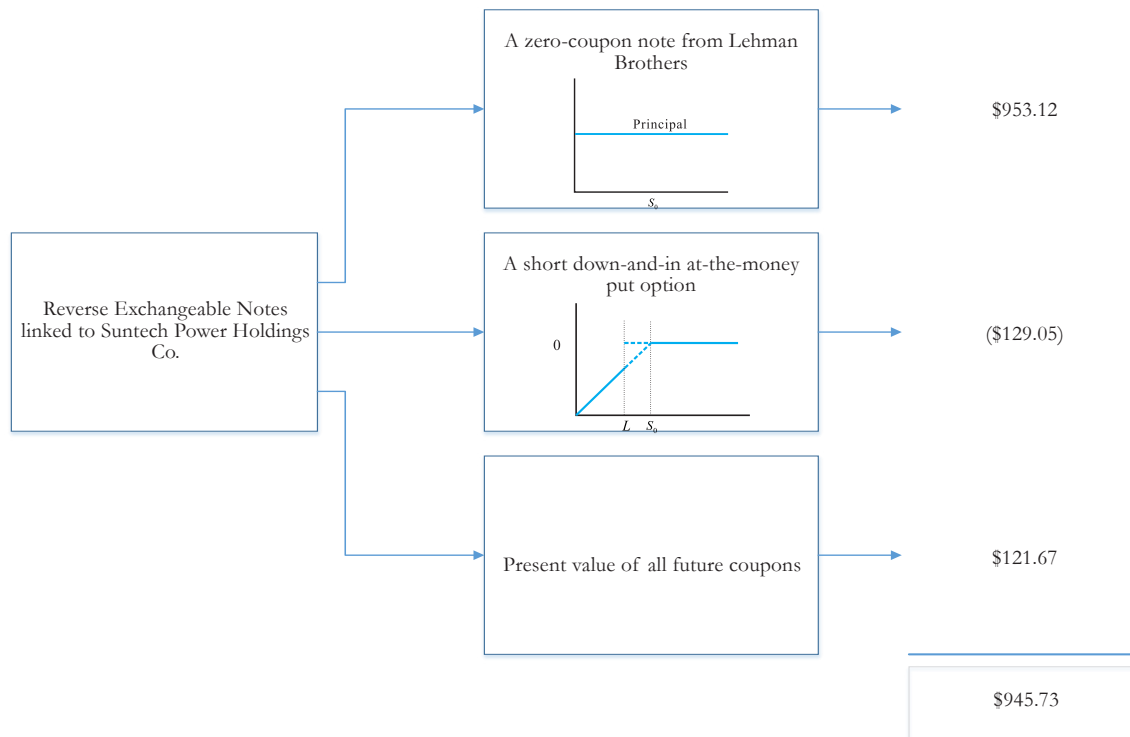 A zero-coupon note from Lehman
Brothers
Principal
S₀
$953.12
Reverse Exchangeable Notes
linked to Suntech Power Holdings
Co.
A short down-and-in at-the-money
put option
0
L S₀
($129.05)
Present value of all future coupons
$121.67
$945.73